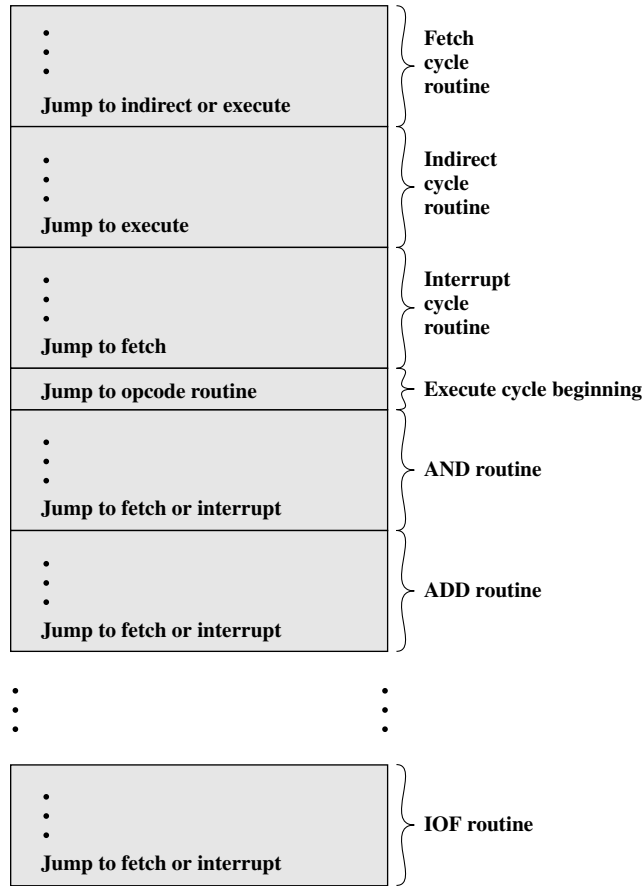 Fetch
cycle
routine
Jump to indirect or execute
Indirect
cycle
routine
Jump to execute
Interrupt
cycle
routine
Jump to fetch
Jump to opcode routine
Execute cycle beginning
AND routine
Jump to fetch or interrupt
ADD routine
Jump to fetch or interrupt
IOF routine
Jump to fetch or interrupt